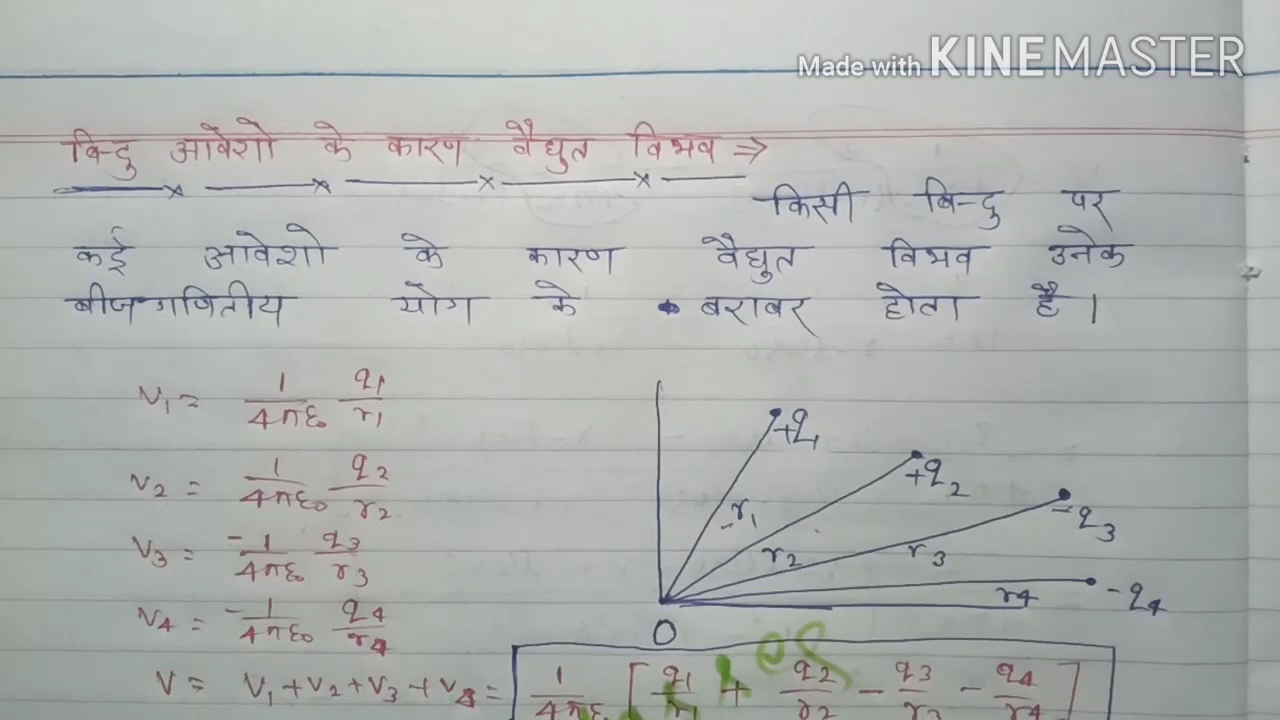 Made with KINEMASTER
बिन्दु आवेशो के कारण वैद्युत विभव ⇒
किसी बिन्दु पर
कई आवेशो के कारण वैद्युत विभव उनेक
बीजगणितीय योग के बराबर होता है।
V₁ = 1/4πε₀ q₁/r₁
V₂ = 1/4πε₀ q₂/r₂
V₃ = -1/4πε₀ q₃/r₃
V₄ = -1/4πε₀ q₄/r₄
+q₁
+q₂
-q₃
-q₄
r₁
r₂
r₃
r₄
O
V = V₁ + V₂ + V₃ + V₄ = 1/4πε [q₁/r₁ + q₂/r₂ - q₃/r₃ - q₄/r₄]